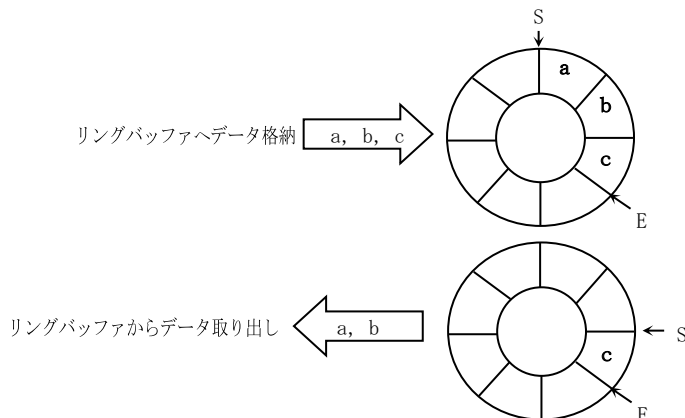 S
a
b
リングバッファへデータ格納
a, b, c
c
E
リングバッファからデータ取り出し
a, b
S
c
E